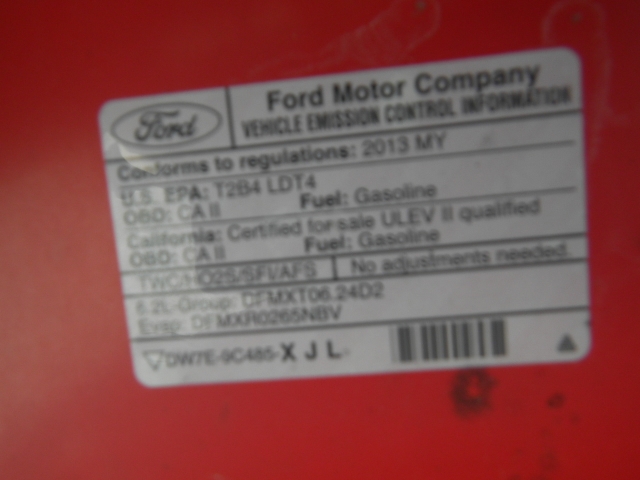 Ford
Ford Motor Company
VEHICLE EMISSION CONTROL INFORMATION
Conforms to regulations: 2013 MY
U.S. EPA: T2B4 LDT4
OBD: CA II Fuel: Gasoline
California: Certified for sale ULEV II qualified
OBD: CA II Fuel: Gasoline
TWC/HO2S/SFI/AFS No adjustments needed.
6.2L-Group: DFMXT06.24D2
Evap: DFMXR0265NBV
DW7E-9C485-X J L-